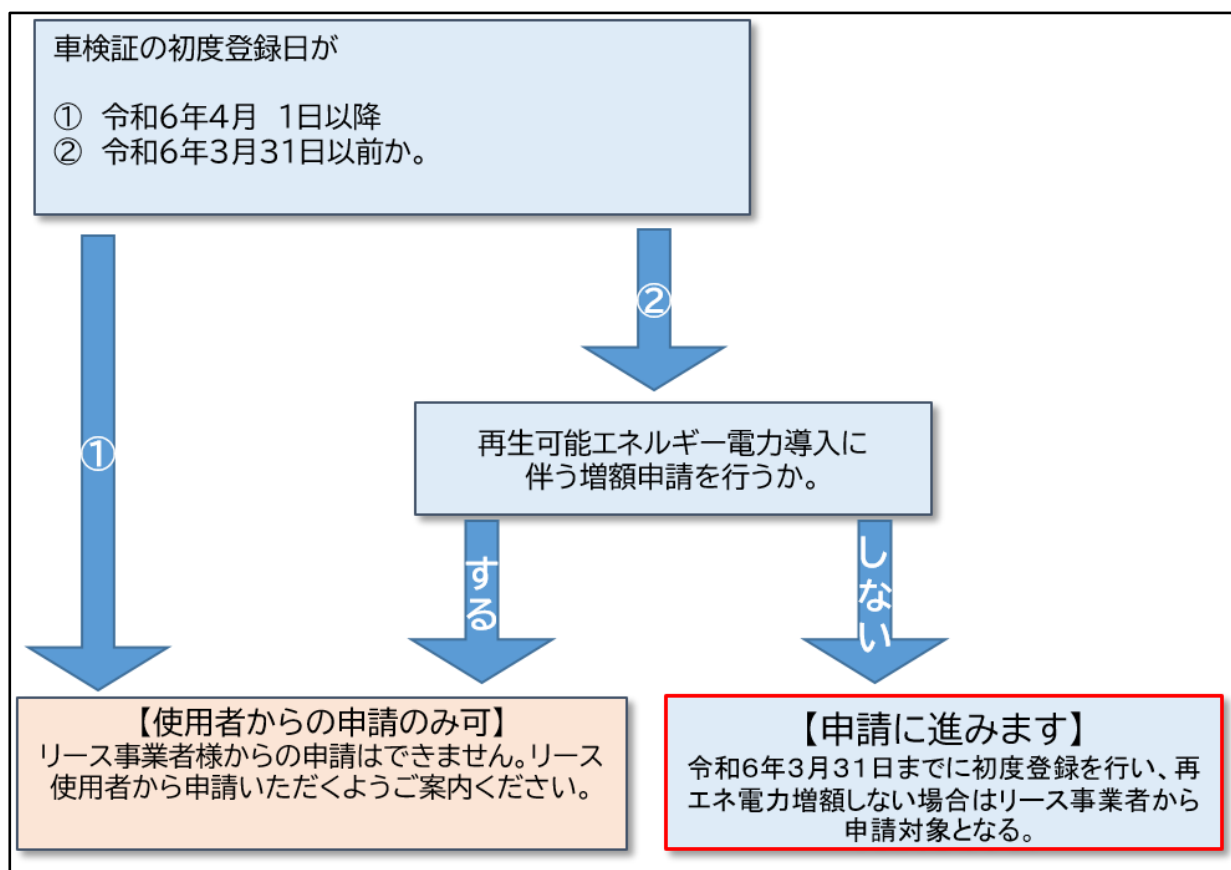 車検証の初度登録日が
① 令和6年4月 1日以降
② 令和6年3月31日以前か。
②
①
再生可能エネルギー電力導入に
伴う増額申請を行うか。
する
しない
【使用者からの申請のみ可】
リース事業者様からの申請はできません。リース
使用者から申請いただくようご案内ください。
【申請に進みます】
令和6年3月31日までに初度登録を行い、再
エネ電力増額しない場合はリース事業者から
申請対象となる。